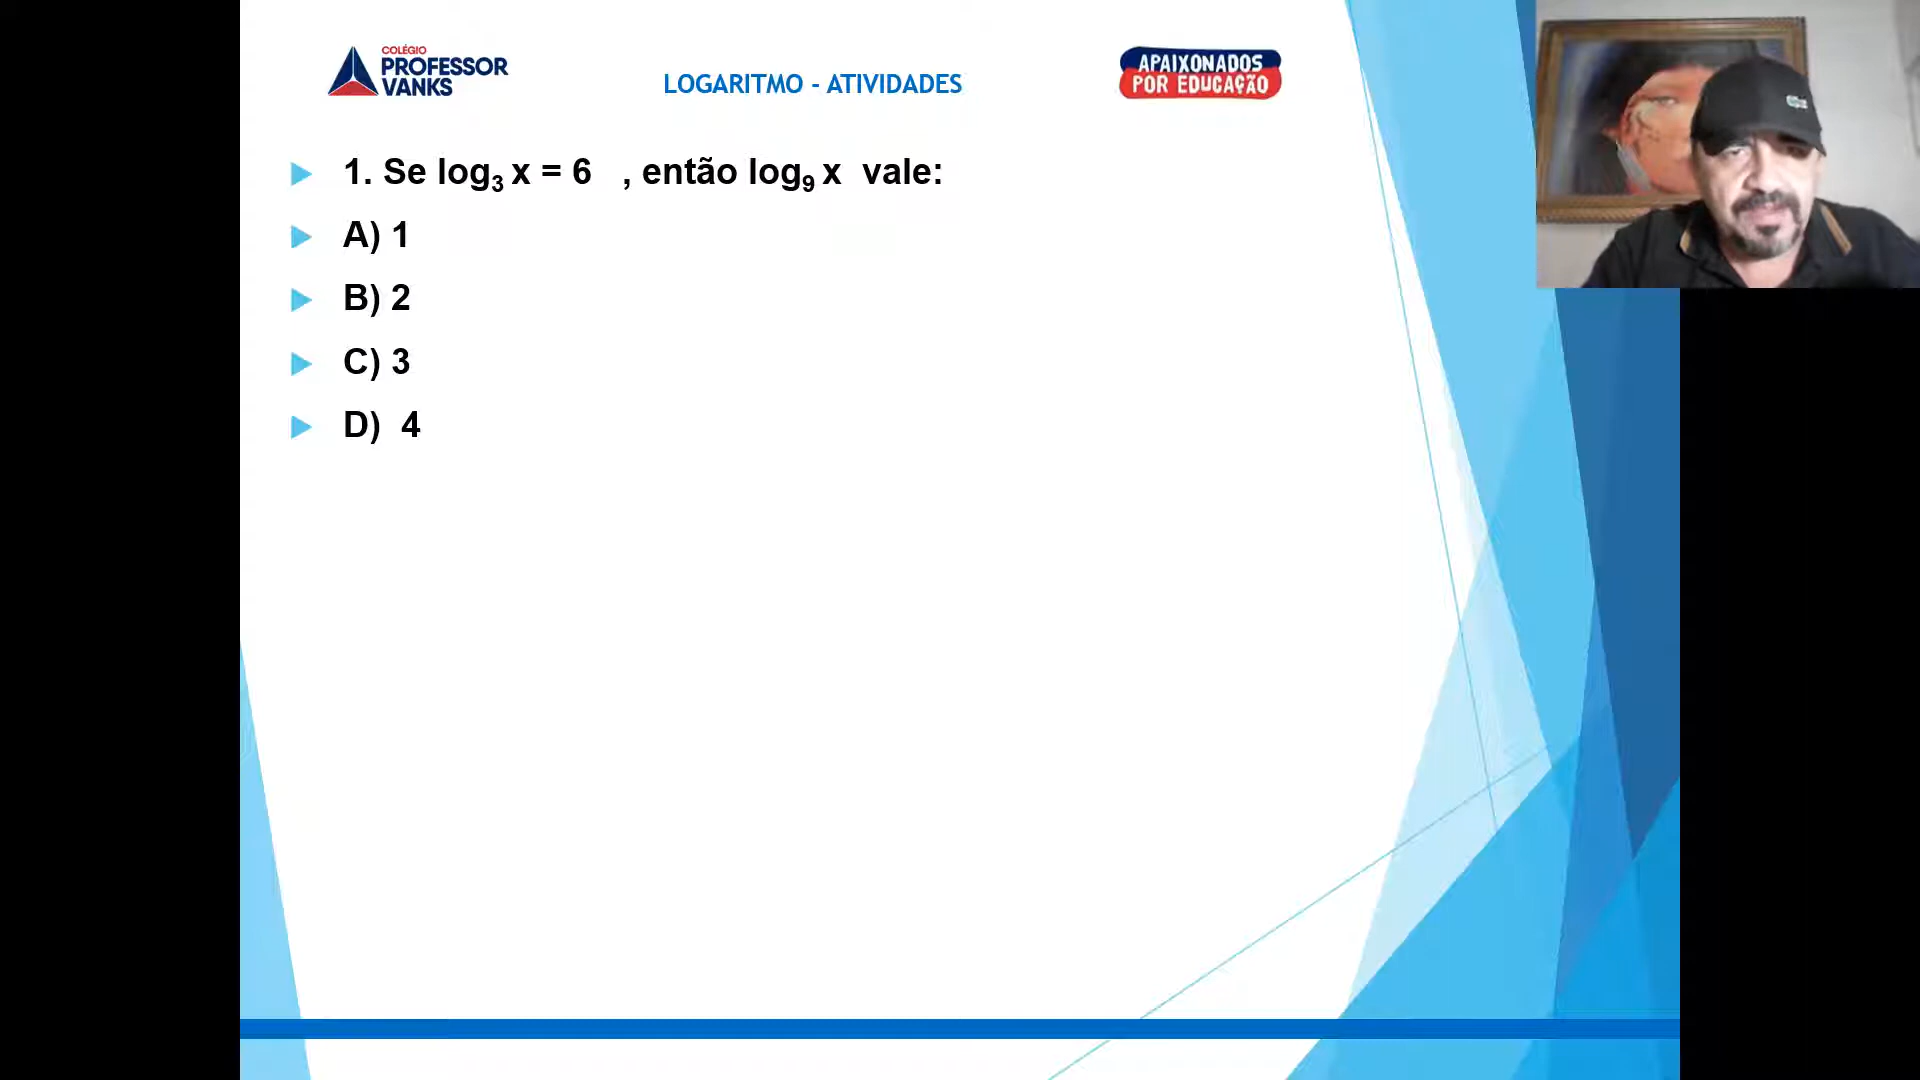 COLÉGIO
PROFESSOR
VANKS
LOGARITMO - ATIVIDADES
APAIXONADOS
POR EDUCAÇÃO
1. Se log₃ x = 6 , então log₉ x vale:
A) 1
B) 2
C) 3
D) 4